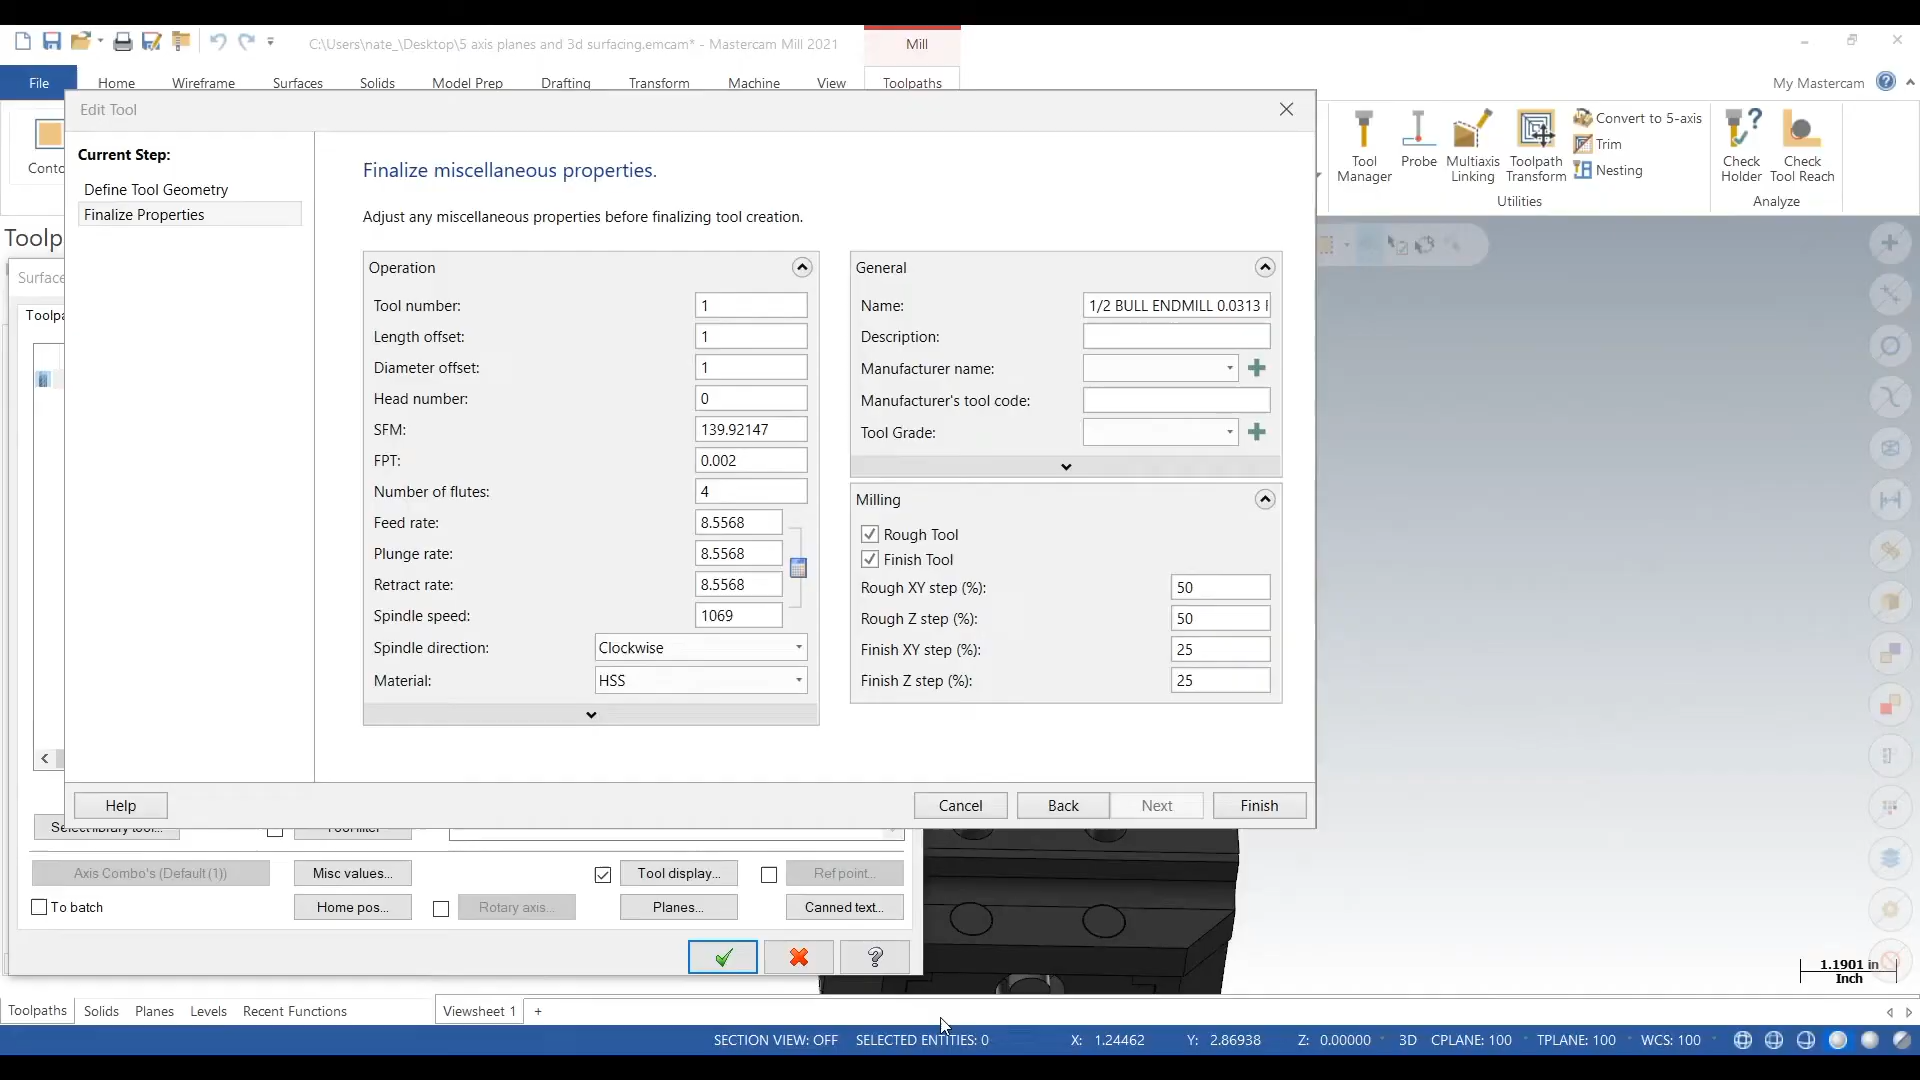 C:\Users\nate_\Desktop\5 axis planes and 3d surfacing.emcam* - Mastercam Mill 2021
Mill
File Home Wireframe Surfaces Solids Model Prep Drafting Transform Machine View Toolpaths
My Mastercam
Edit Tool
Current Step:
Define Tool Geometry
Finalize Properties
Finalize miscellaneous properties.
Adjust any miscellaneous properties before finalizing tool creation.
Operation
Tool number: 1
Length offset: 1
Diameter offset: 1
Head number: 0
SFM: 139.92147
FPT: 0.002
Number of flutes: 4
Feed rate: 8.5568
Plunge rate: 8.5568
Retract rate: 8.5568
Spindle speed: 1069
Spindle direction: Clockwise
Material: HSS
General
Name: 1/2 BULL ENDMILL 0.0313
Description:
Manufacturer name:
Manufacturer's tool code:
Tool Grade:
Milling
Rough Tool
Finish Tool
Rough XY step (%): 50
Rough Z step (%): 50
Finish XY step (%): 25
Finish Z step (%): 25
Help Cancel Back Next Finish
Conto
Toolp
Surface
Toolpa
Tool Manager
Probe
Multiaxis Linking
Toolpath Transform
Convert to 5-axis
Trim
Nesting
Utilities
Check Holder
Check Tool Reach
Analyze
Select library tool... Tool filter
Axis Combo's (Default (1)) Misc values... Tool display... Ref point...
To batch Home pos... Rotary axis... Planes... Canned text...
1.1901 in
Inch
Toolpaths Solids Planes Levels Recent Functions Viewsheet 1 +
SECTION VIEW: OFF SELECTED ENTITIES: 0 X: 1.24462 Y: 2.86938 Z: 0.00000 3D CPLANE: 100 TPLANE: 100 WCS: 100